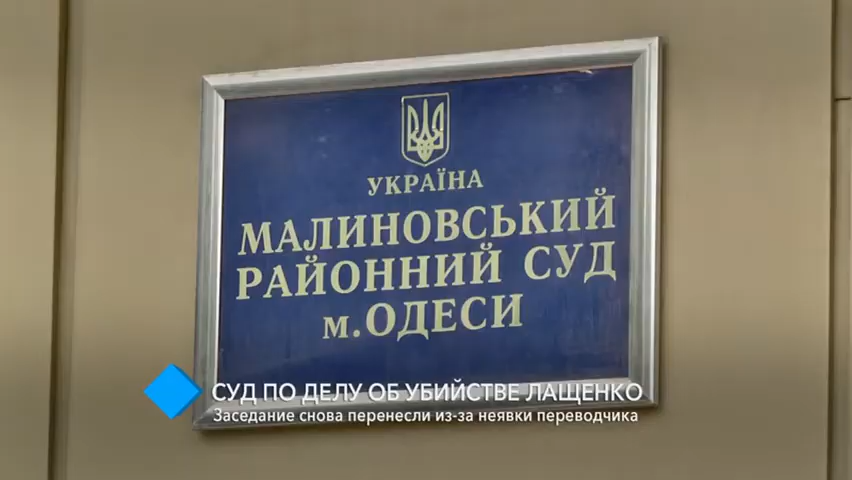 УКРАЇНА
МАЛИНОВСЬКИЙ
РАЙОННИЙ СУД
м.ОДЕСИ
СУД ПО ДЕЛУ ОБ УБИЙСТВЕ ЛАЩЕНКО
Заседание снова перенесли из-за неявки переводчика